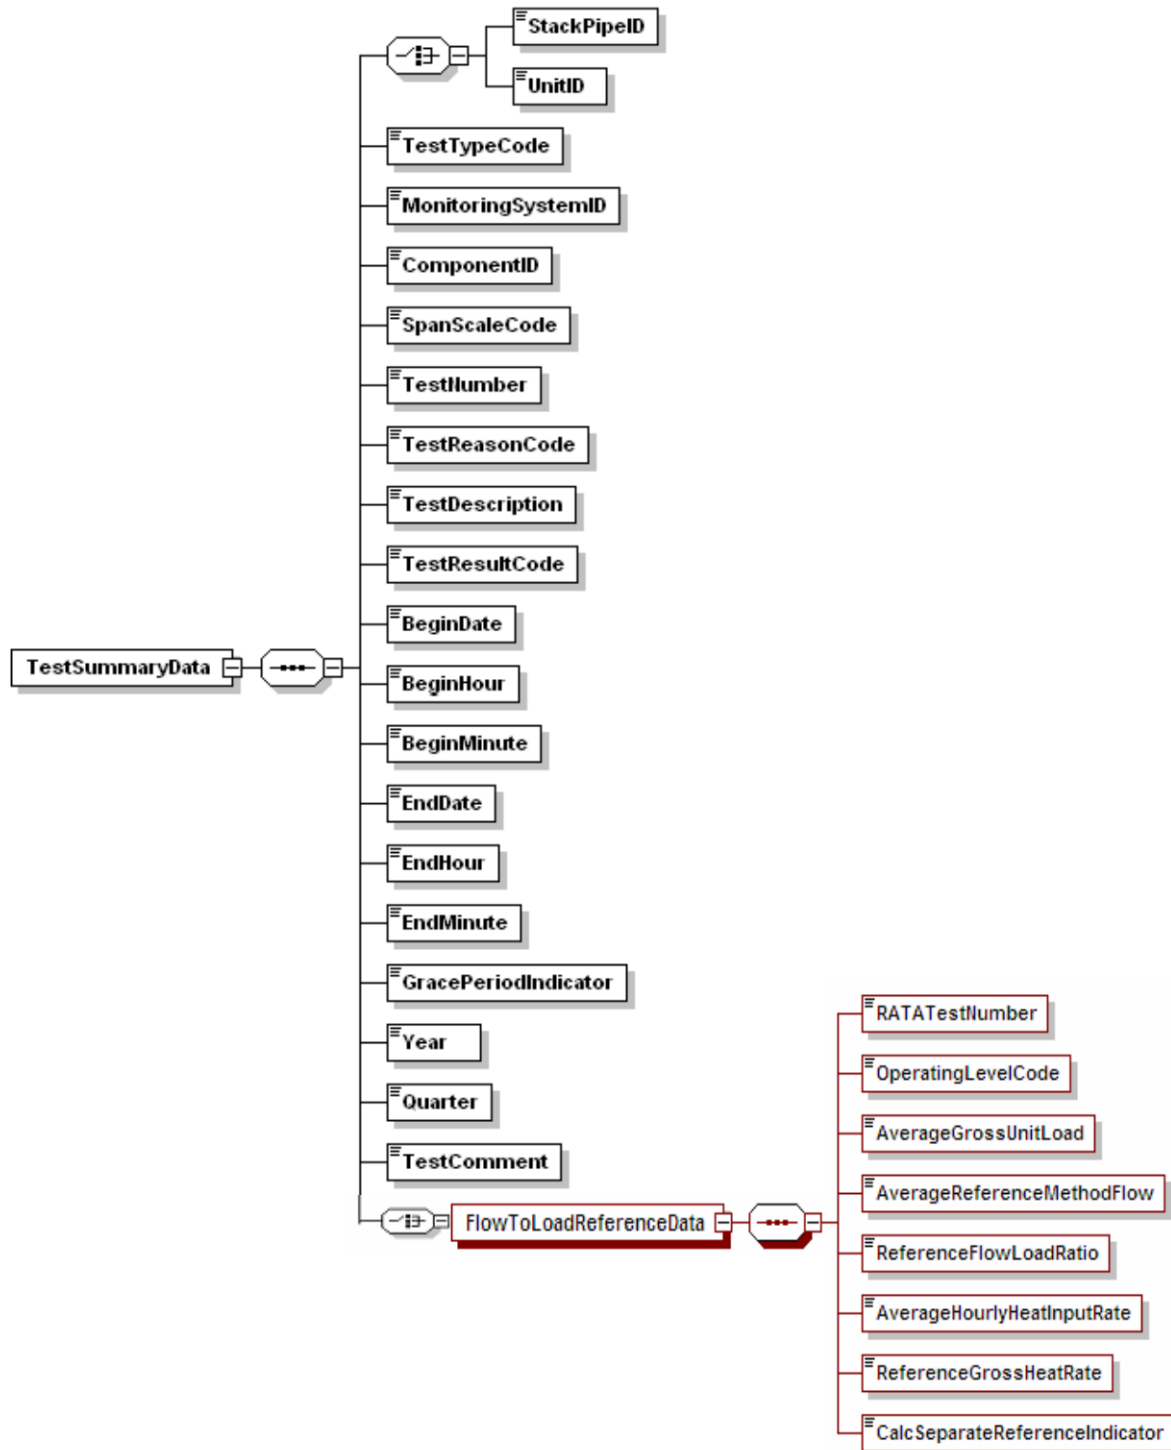 StackPipeID
UnitID
TestTypeCode
MonitoringSystemID
ComponentID
SpanScaleCode
TestNumber
TestReasonCode
TestDescription
TestResultCode
BeginDate
TestSummaryData
BeginHour
BeginMinute
EndDate
EndHour
EndMinute
GracePeriodIndicator
Year
Quarter
TestComment
FlowToLoadReferenceData
RATATestNumber
OperatingLevelCode
AverageGrossUnitLoad
AverageReferenceMethodFlow
ReferenceFlowLoadRatio
AverageHourlyHeatInputRate
ReferenceGrossHeatRate
CalcSeparateReferenceIndicator